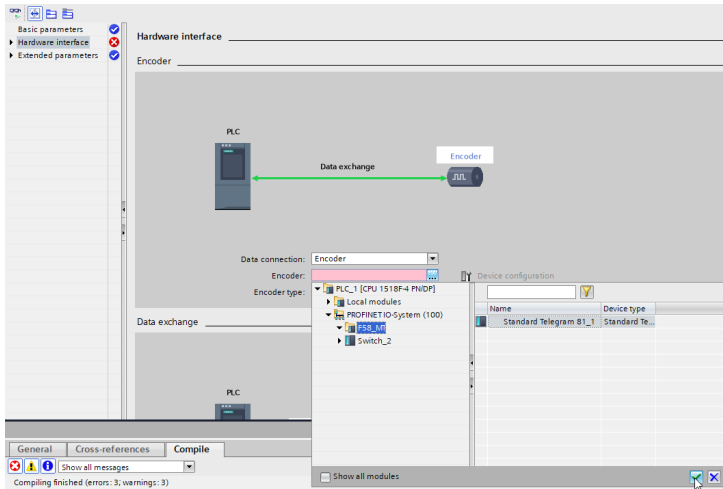 Basic parameters
Hardware interface
Extended parameters
Hardware interface
Encoder
PLC
Data exchange
Encoder
Data connection: Encoder
Encoder: ...
Device configuration
Encoder type:
PLC_1 [CPU 1518F-4 PN/DP]
Local modules
PROFINET IO-System (100)
F58_MT
Switch_2
Name Device type
Standard Telegram 81_1 Standard Te...
Data exchange
PLC
Show all modules
General Cross-references Compile
Show all messages
Compiling finished (errors: 3; warnings: 3)